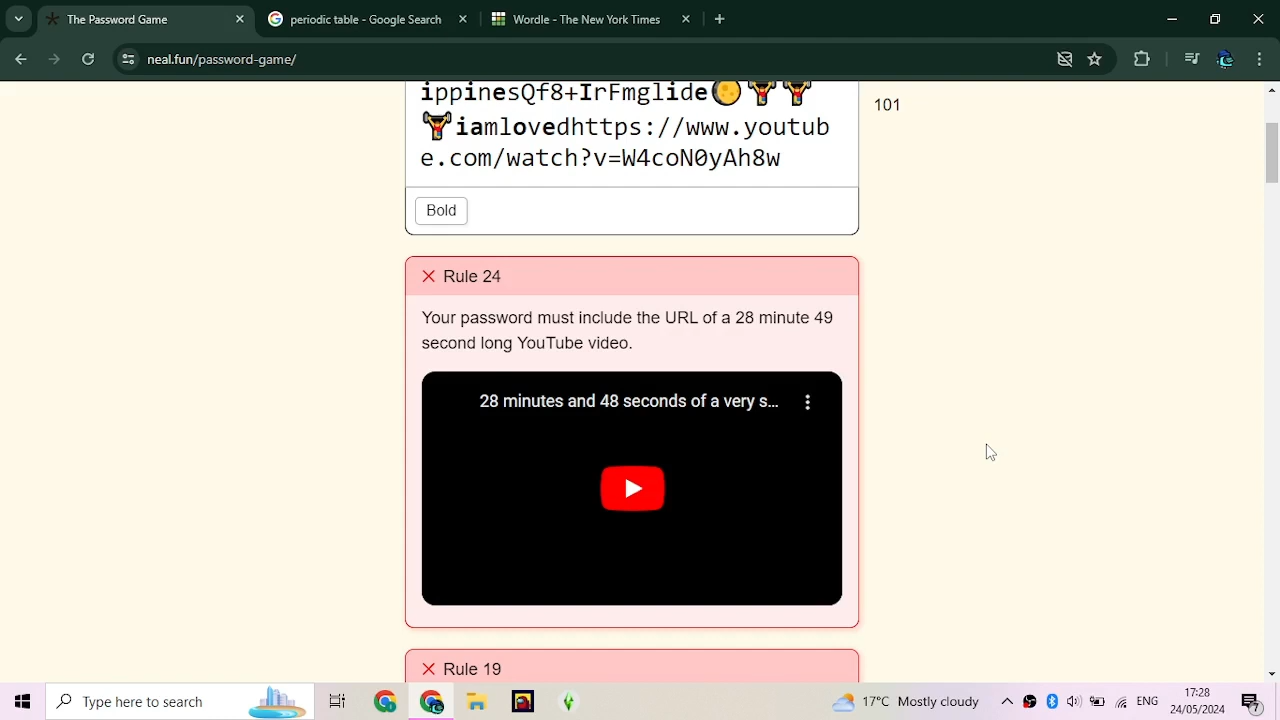 The Password Game
periodic table - Google Search
Wordle - The New York Times
neal.fun/password-game/
ippinesQf8+IrFmglide🌕🏋️🏋️
🏋️iamlovedhttps://www.youtub
e.com/watch?v=W4coN0yAh8w
101
Bold
Rule 24
Your password must include the URL of a 28 minute 49
second long YouTube video.
28 minutes and 48 seconds of a very s...
Rule 19
Type here to search
17°C Mostly cloudy
ENG
17:28
24/05/2024
7